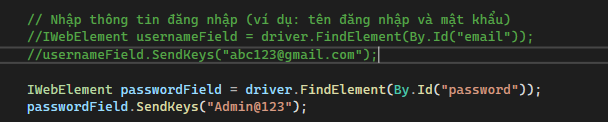 // Nhập thông tin đăng nhập (ví dụ: tên đăng nhập và mật khẩu)
//IWebElement usernameField = driver.FindElement(By.Id("email"));
//usernameField.SendKeys("abc123@gmail.com");
IWebElement passwordField = driver.FindElement(By.Id("password"));
passwordField.SendKeys("Admin@123");